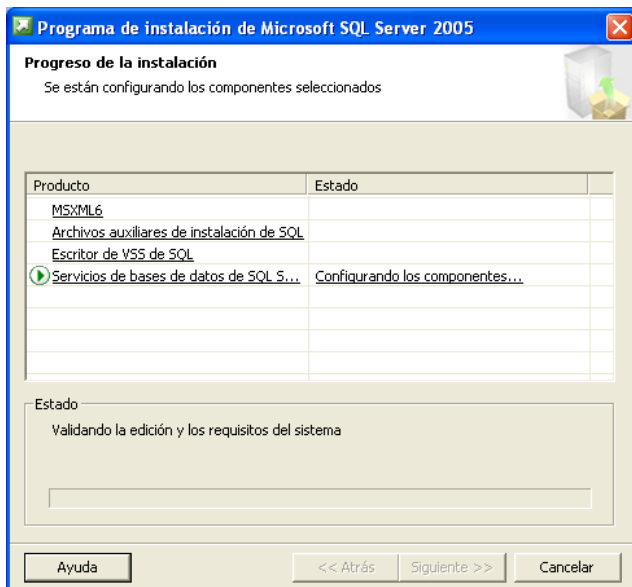 Programa de instalación de Microsoft SQL Server 2005
Progreso de la instalación
Se están configurando los componentes seleccionados
Producto Estado
MSXML6
Archivos auxiliares de instalación de SQL
Escritor de VSS de SQL
Servicios de bases de datos de SQL S... Configurando los componentes...
Estado
Validando la edición y los requisitos del sistema
Ayuda << Atrás Siguiente >> Cancelar